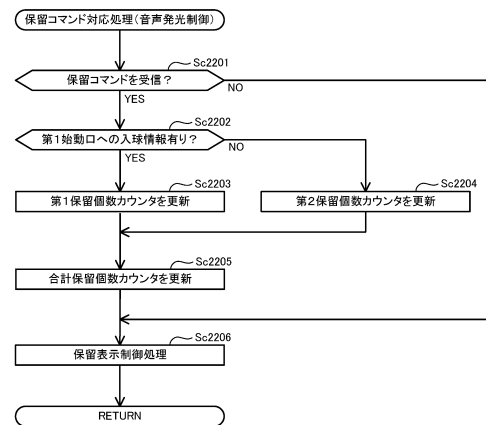 保留コマンド対応処理(音声発光制御)
Sc2201
保留コマンドを受信？
NO
YES
Sc2202
第1始動口への入球情報有り？
NO
YES
Sc2203
第1保留個数カウンタを更新
Sc2204
第2保留個数カウンタを更新
Sc2205
合計保留個数カウンタを更新
Sc2206
保留表示制御処理
RETURN